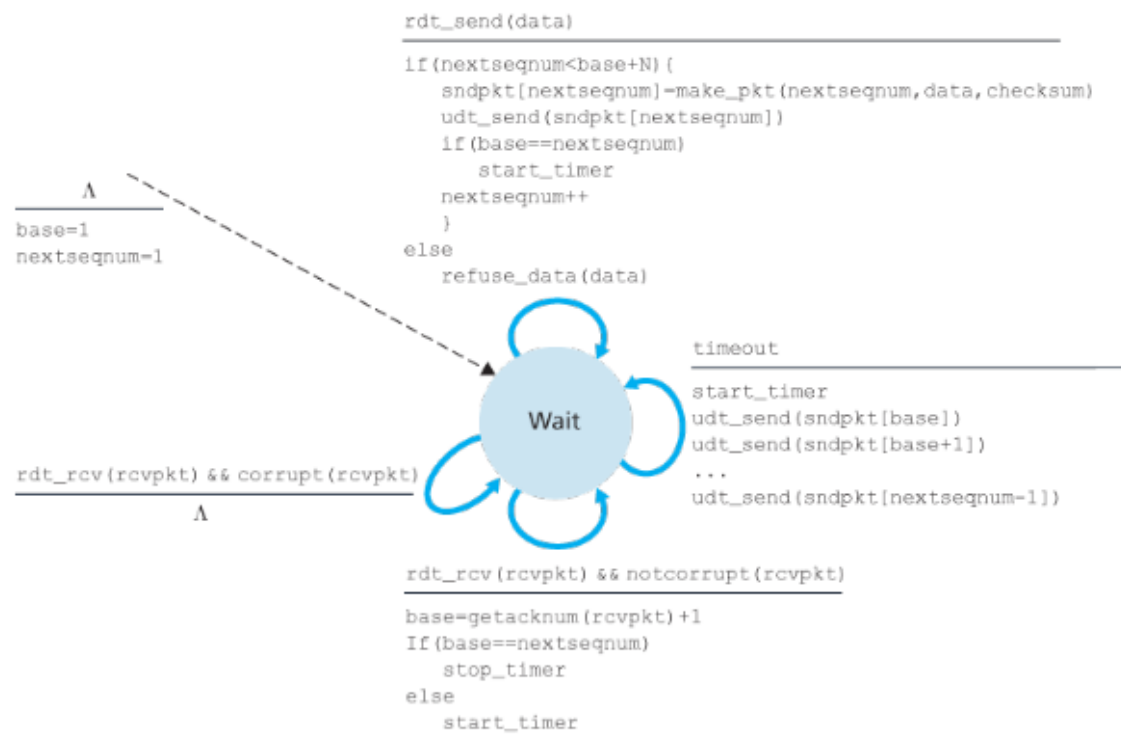 rdt_send(data)
if(nextseqnum<base+N){
sndpkt[nextseqnum]=make_pkt(nextseqnum,data,checksum)
udt_send(sndpkt[nextseqnum])
if(base==nextseqnum)
start_timer
nextseqnum++
}
else
refuse_data(data)
Λ
base=1
nextseqnum=1
timeout
start_timer
udt_send(sndpkt[base])
udt_send(sndpkt[base+1])
...
udt_send(sndpkt[nextseqnum-1])
Wait
rdt_rcv(rcvpkt) && corrupt(rcvpkt)
Λ
rdt_rcv(rcvpkt) && notcorrupt(rcvpkt)
base=getacknum(rcvpkt)+1
If(base==nextseqnum)
stop_timer
else
start_timer